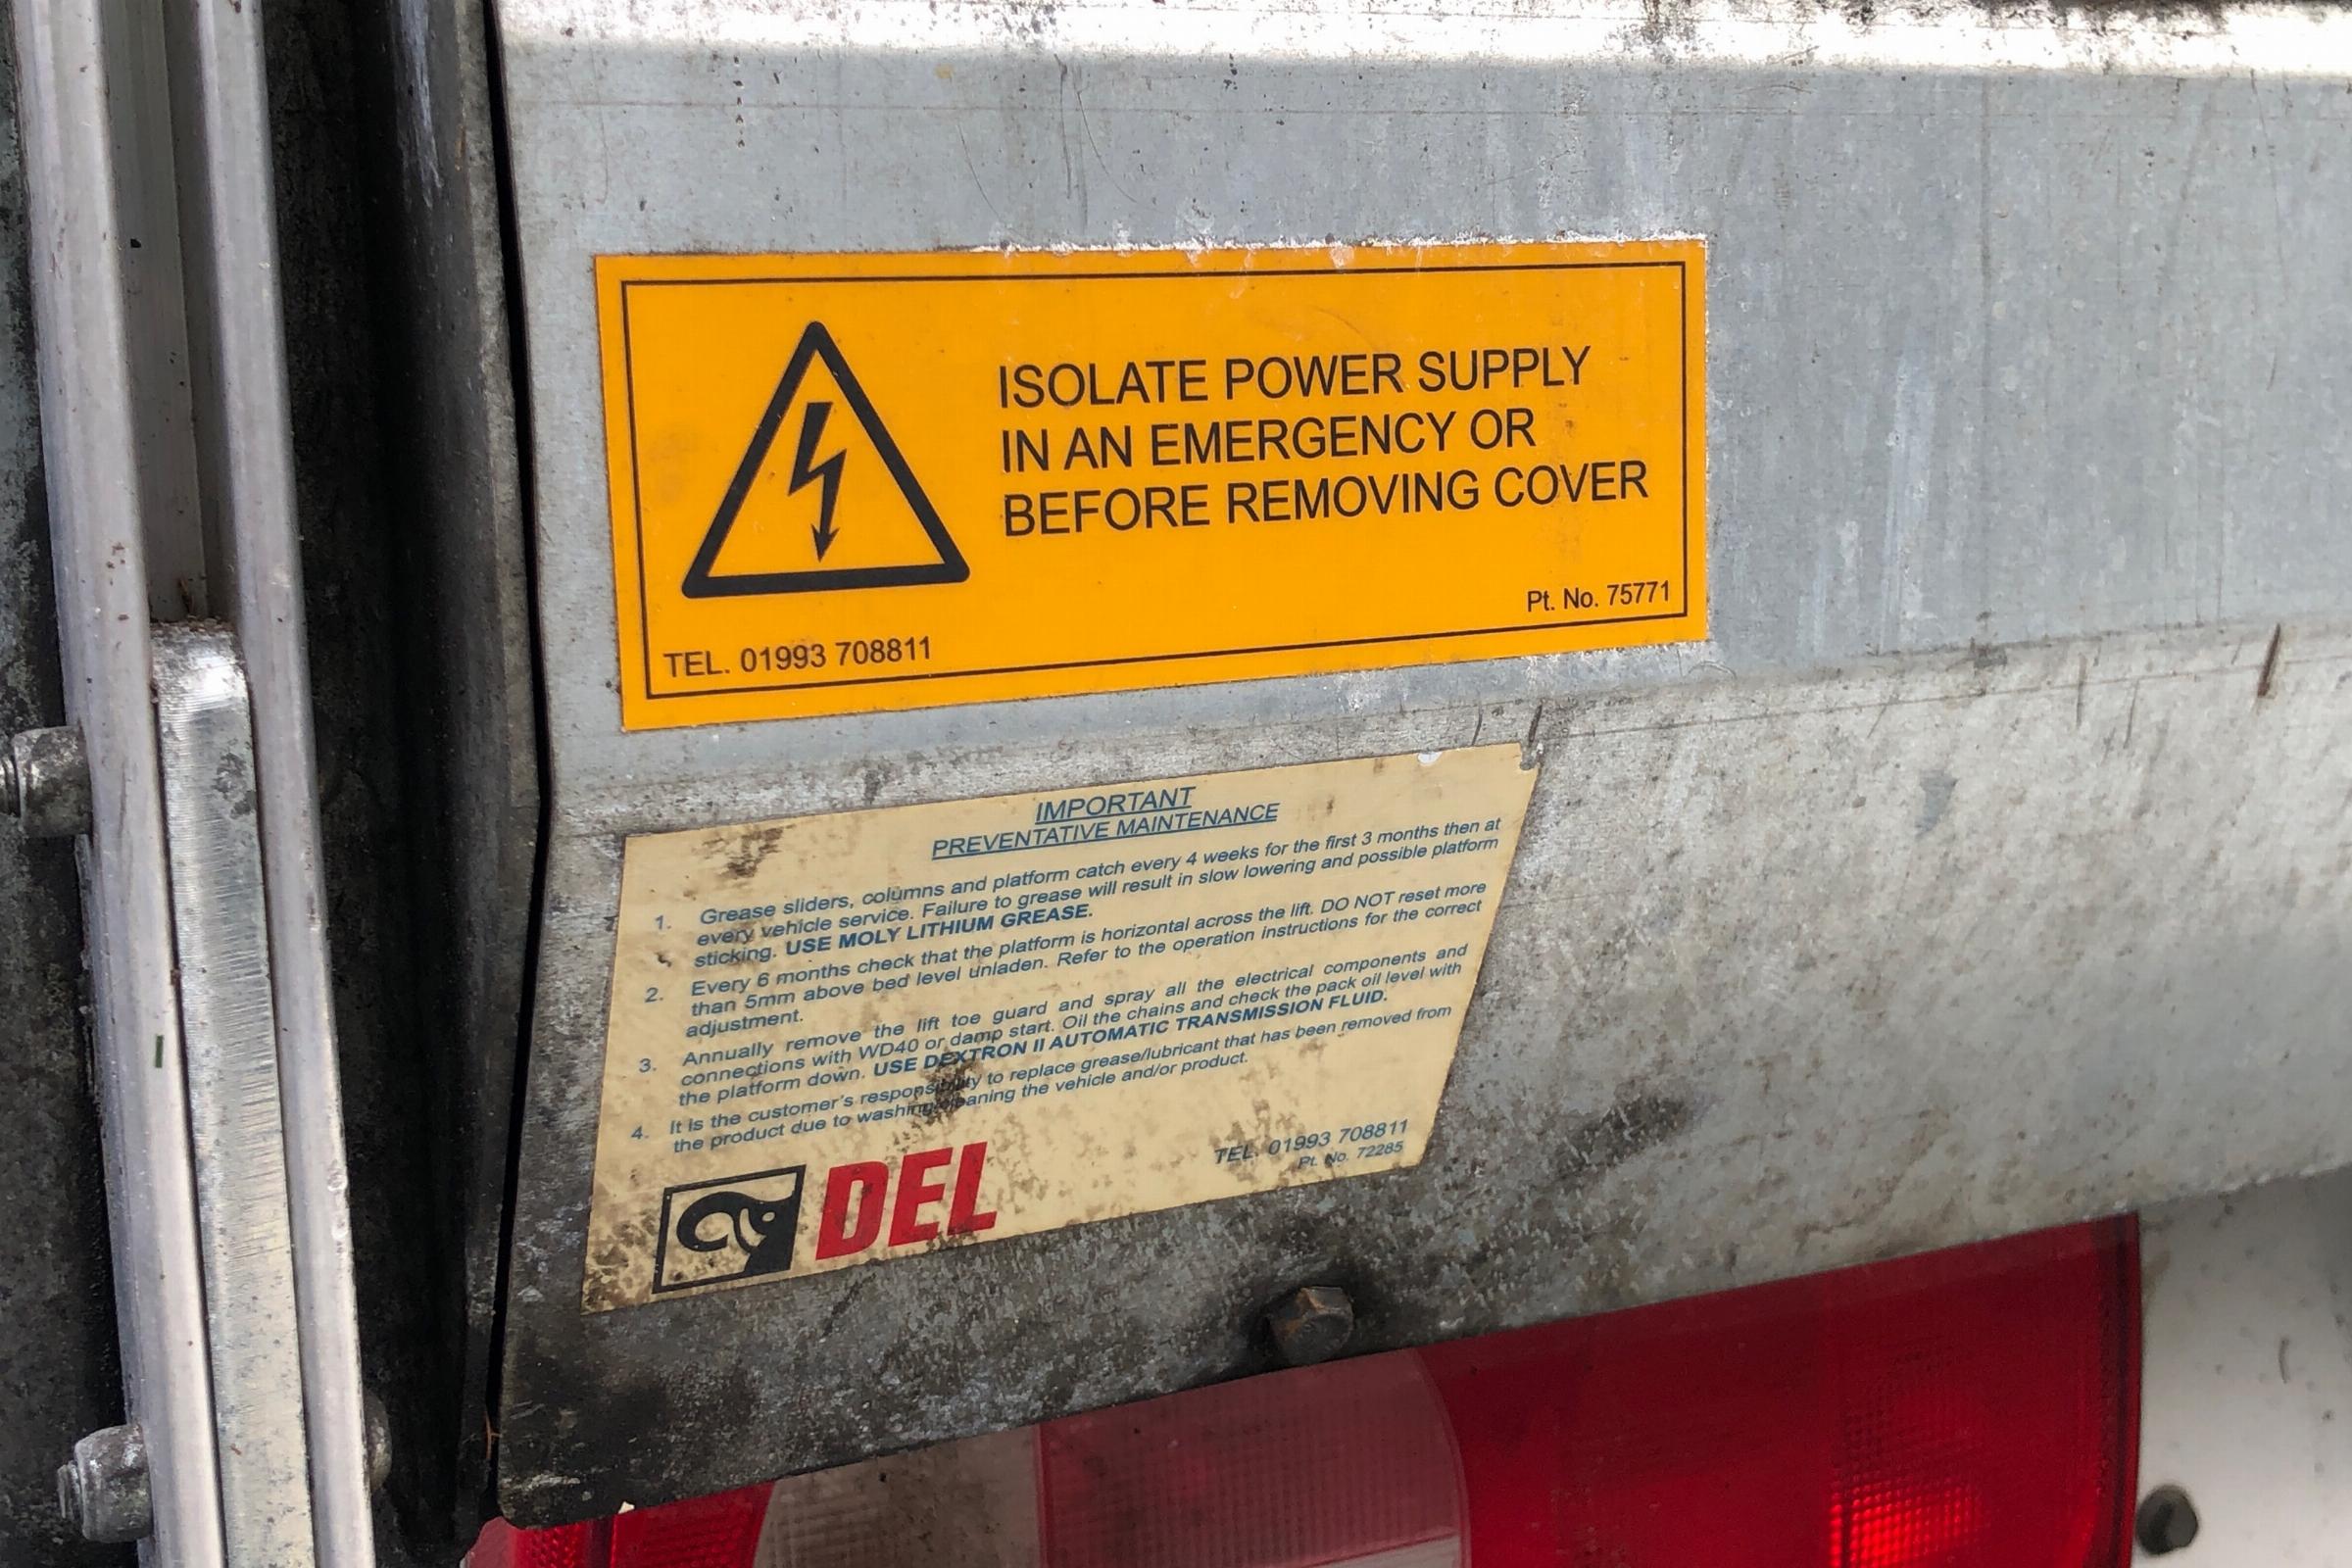 ISOLATE POWER SUPPLY
IN AN EMERGENCY OR
BEFORE REMOVING COVER
Pt. No. 75771
TEL. 01993 708811
IMPORTANT
PREVENTATIVE MAINTENANCE
1. Grease sliders, columns and platform catch every 4 weeks for the first 3 months then at
every vehicle service. Failure to grease will result in slow lowering and possible platform
sticking. USE MOLY LITHIUM GREASE.
2. Every 6 months check that the platform is horizontal across the lift. DO NOT reset more
than 5mm above bed level unladen. Refer to the operation instructions for the correct
adjustment.
3. Annually remove the lift toe guard and spray all the electrical components and
connections with WD40 or damp start. Oil the chains and check the pack oil level with
the platform down. USE DEXTRON II AUTOMATIC TRANSMISSION FLUID.
4. It is the customer's responsibility to replace grease/lubricant that has been removed from
the product due to washing/cleaning the vehicle and/or product.
TEL. 01993 708811
Pt. No. 72285
DEL